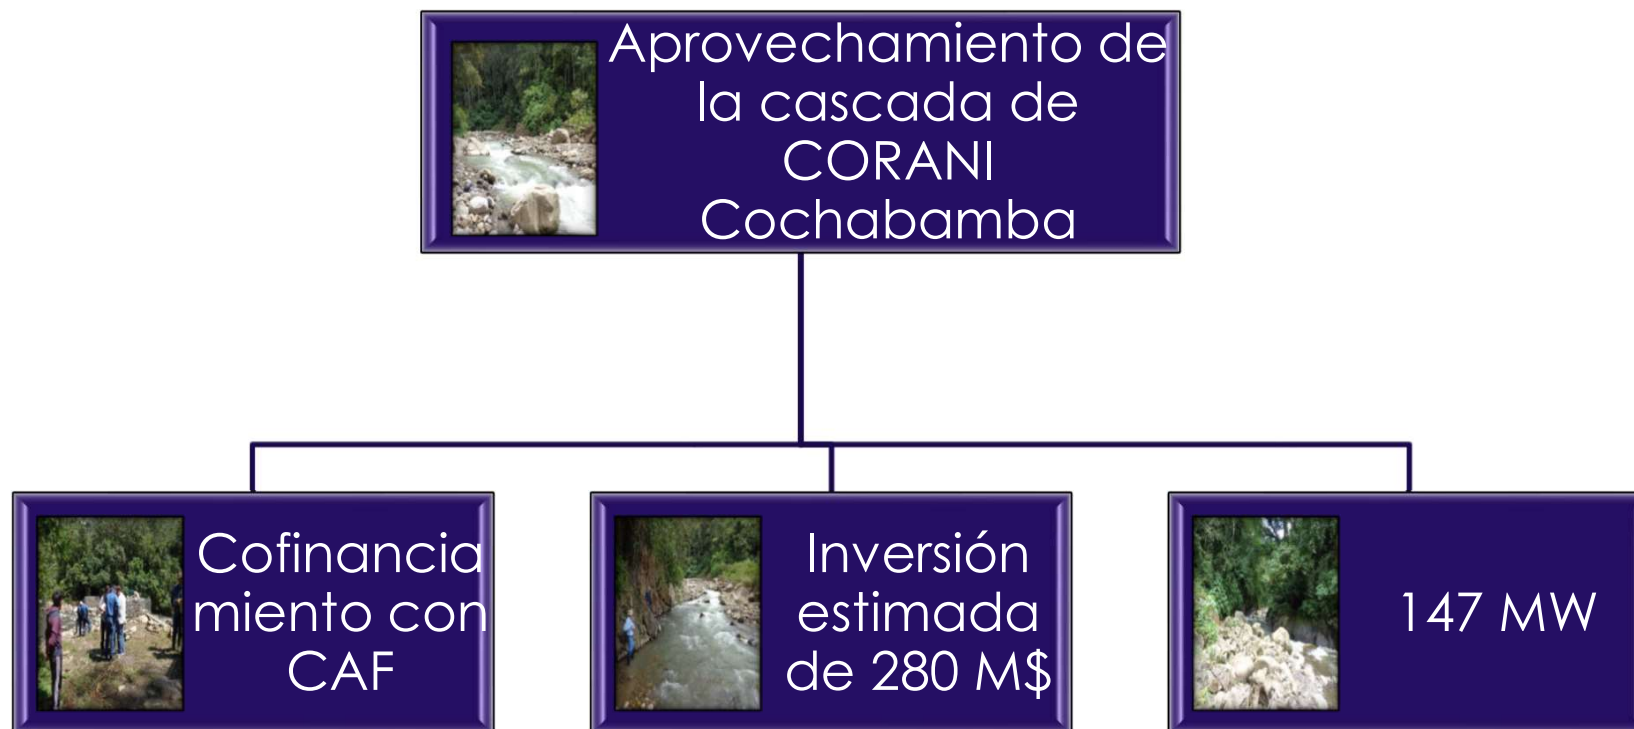 Aprovechamiento de
la cascada de
CORANI
Cochabamba
Cofinancia
miento con
CAF
Inversión
estimada
de 280 M$
147 MW